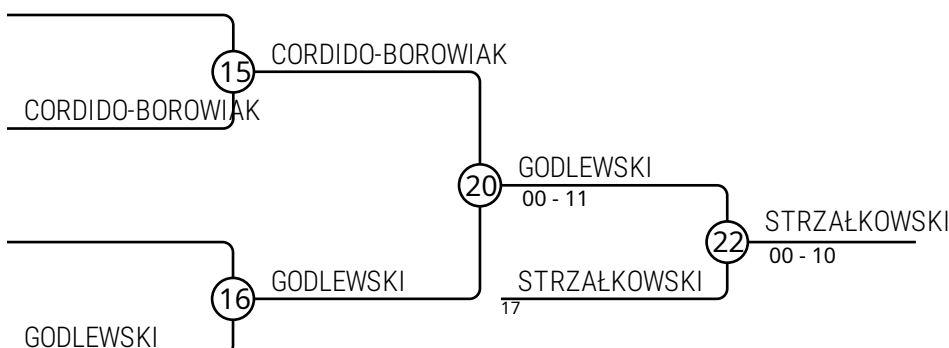 CORDIDO-BOROWIAK
15
CORDIDO-BOROWIAK
GODLEWSKI
20
00 - 11
STRZAŁKOWSKI
22
00 - 10
GODLEWSKI
STRZAŁKOWSKI
16
17
GODLEWSKI